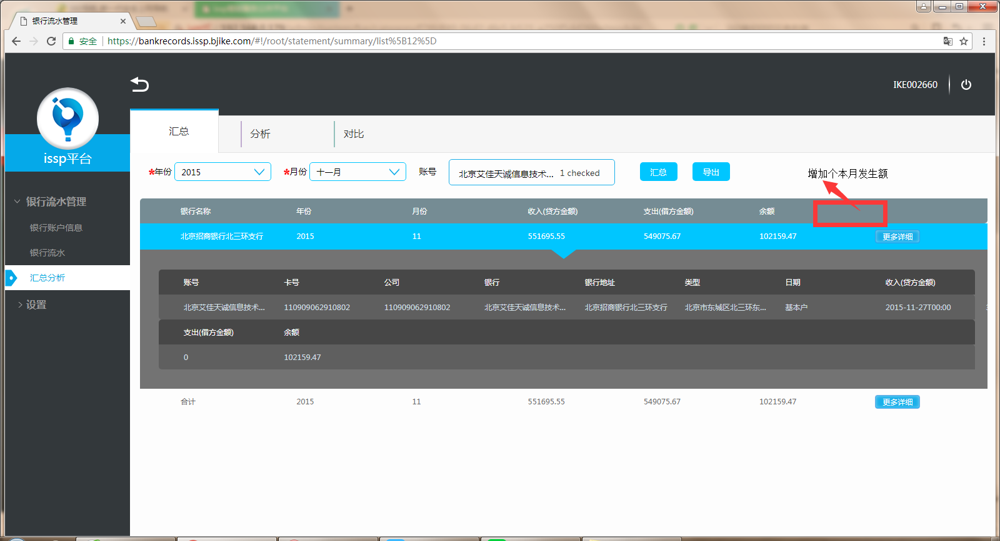 银行流水管理
安全 https://bankrecords.issp.bjike.com/#!/root/statement/summary/list%5B12%5D
IKE002660
issp平台
汇总 分析 对比
*年份 2015 *月份 十一月 账号 北京艾佳天诚信息技术... 1 checked 汇总 导出 增加个本月发生额
银行流水管理
银行账户信息
银行流水
汇总分析
设置
银行名称 年份 月份 收入(贷方金额) 支出(借方金额) 余额
北京招商银行北三环支行 2015 11 551695.55 549075.67 102159.47 更多详细
账号 卡号 公司 银行 银行地址 类型 日期 收入(贷方金额)
北京艾佳天诚信息技术... 110909062910802 110909062910802 北京艾佳天诚信息技术... 北京招商银行北三环支行 北京市东城区北三环东... 基本户 2015-11-27T00:00
支出(借方金额) 余额
0 102159.47
合计 2015 11 551695.55 549075.67 102159.47 更多详细